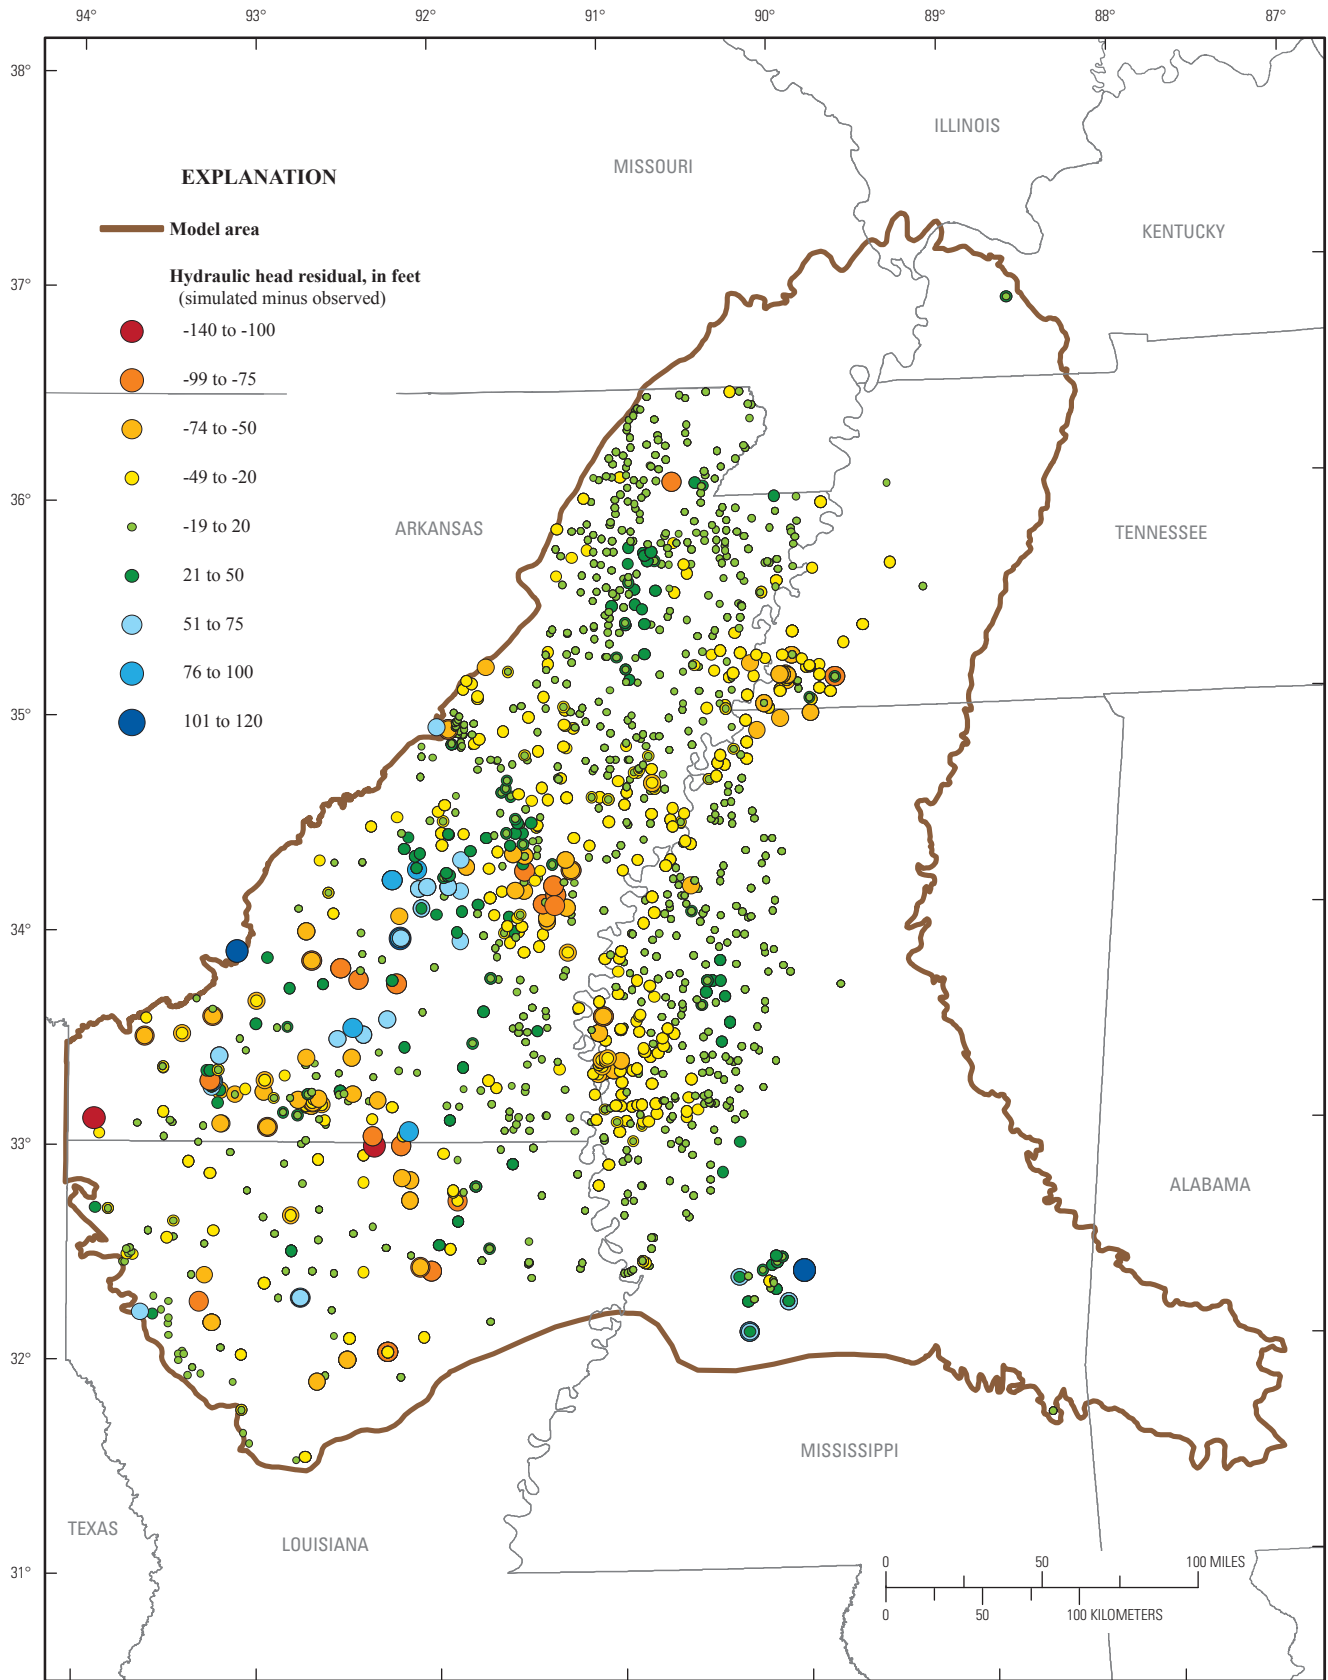 94° 93° 92° 91° 90° 89° 88° 87°
38°
ILLINOIS
MISSOURI
EXPLANATION
Model area
KENTUCKY
Hydraulic head residual, in feet
(simulated minus observed)
37°
-140 to -100
-99 to -75
-74 to -50
-49 to -20
36°
-19 to 20
ARKANSAS
TENNESSEE
21 to 50
51 to 75
76 to 100
35°
101 to 120
34°
33°
ALABAMA
32°
MISSISSIPPI
TEXAS
LOUISIANA
31°
0 50 100 MILES
0 50 100 KILOMETERS